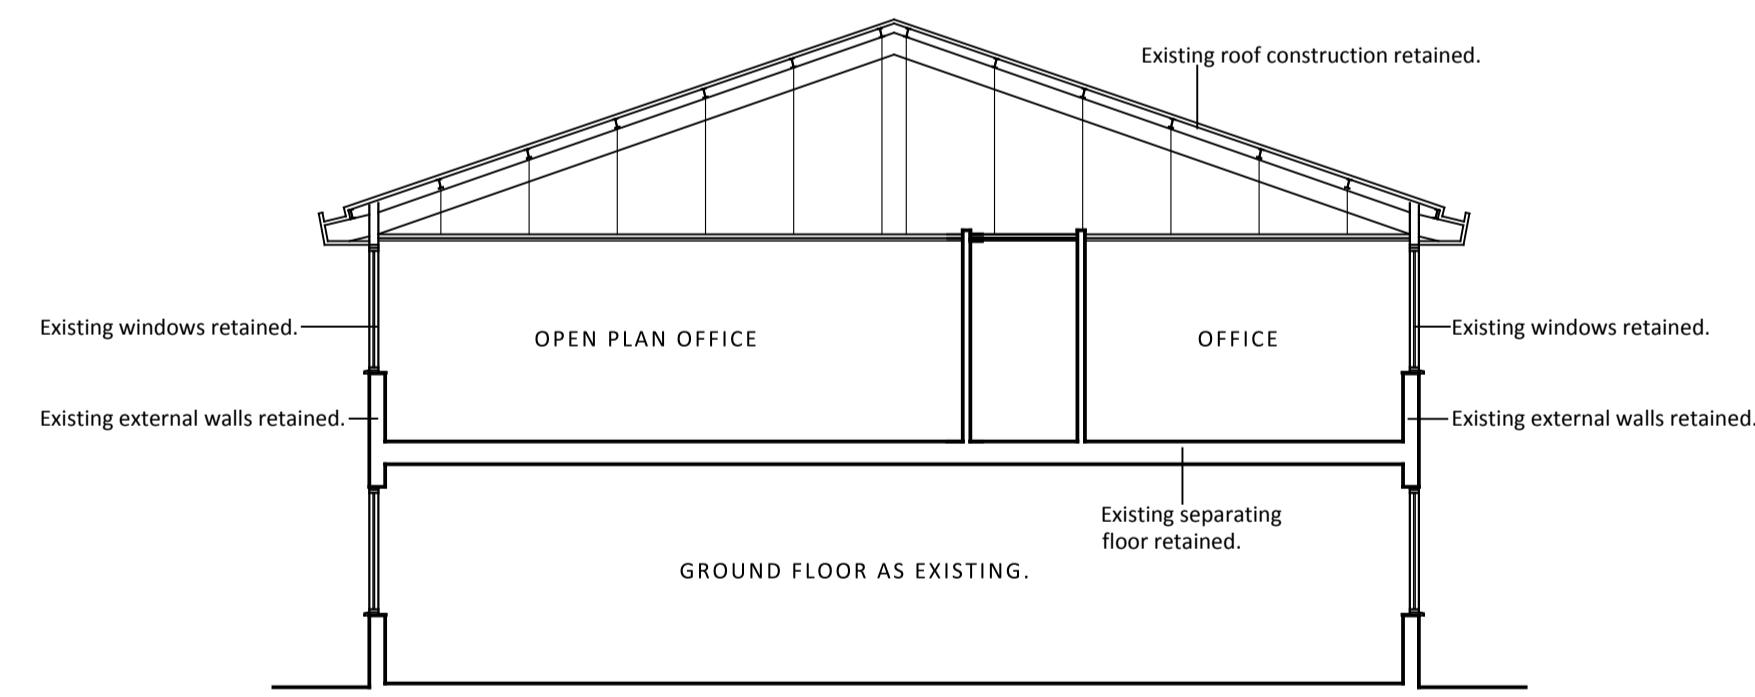 Existing roof construction retained.
Existing windows retained.
OPEN PLAN OFFICE
OFFICE
Existing windows retained.
Existing external walls retained.
Existing external walls retained.
Existing separating
floor retained.
GROUND FLOOR AS EXISTING.